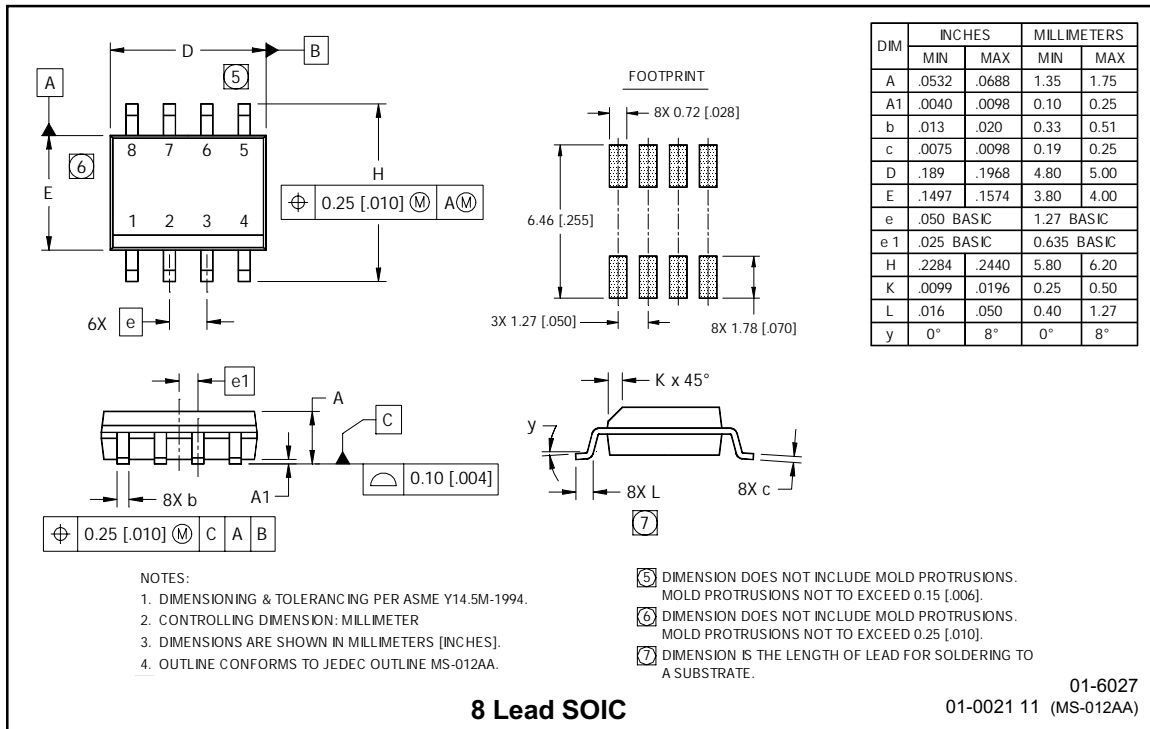 D
B
5
A
8 7 6 5
6
E
H
⌖ 0.25 [.010] Ⓜ A Ⓜ
1 2 3 4
6X e
FOOTPRINT
8X 0.72 [.028]
6.46 [.255]
3X 1.27 [.050]
8X 1.78 [.070]
DIM INCHES MILLIMETERS
MIN MAX MIN MAX
A .0532 .0688 1.35 1.75
A1 .0040 .0098 0.10 0.25
b .013 .020 0.33 0.51
c .0075 .0098 0.19 0.25
D .189 .1968 4.80 5.00
E .1497 .1574 3.80 4.00
e .050 BASIC 1.27 BASIC
e 1 .025 BASIC 0.635 BASIC
H .2284 .2440 5.80 6.20
K .0099 .0196 0.25 0.50
L .016 .050 0.40 1.27
y 0° 8° 0° 8°
e1
A
C
0.10 [.004]
A1
8X b
⌖ 0.25 [.010] Ⓜ C A B
K x 45°
y
8X L
7
8X c
NOTES:
1. DIMENSIONING & TOLERANCING PER ASME Y14.5M-1994.
2. CONTROLLING DIMENSION: MILLIMETER
3. DIMENSIONS ARE SHOWN IN MILLIMETERS [INCHES].
4. OUTLINE CONFORMS TO JEDEC OUTLINE MS-012AA.
5 DIMENSION DOES NOT INCLUDE MOLD PROTRUSIONS.
MOLD PROTRUSIONS NOT TO EXCEED 0.15 [.006].
6 DIMENSION DOES NOT INCLUDE MOLD PROTRUSIONS.
MOLD PROTRUSIONS NOT TO EXCEED 0.25 [.010].
7 DIMENSION IS THE LENGTH OF LEAD FOR SOLDERING TO
A SUBSTRATE.
8 Lead SOIC
01-6027
01-0021 11 (MS-012AA)